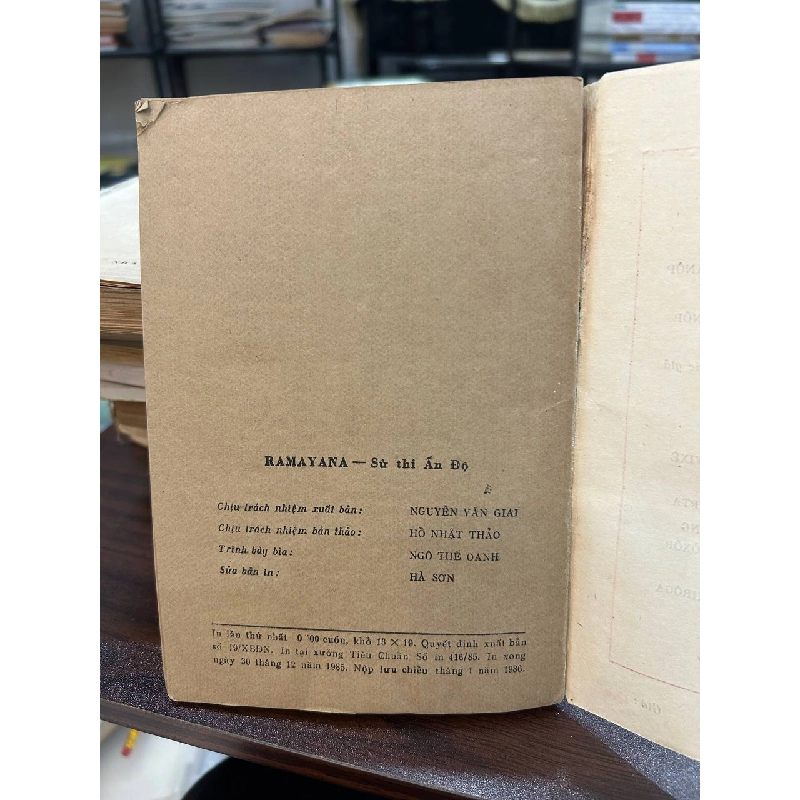 RAMAYANA — Sử thi Ấn Độ
Chịu trách nhiệm xuất bản: NGUYỄN VĂN GIAI
Chịu trách nhiệm bản thảo: HỒ NHẬT THẢO
Trình bày bìa: NGÔ THẾ OANH
Sửa bản in: HÀ SƠN
In lần thứ nhất cuốn, khổ 13 × 19. Quyết định xuất bản
số 19/XBĐN. In tại xưởng Tiêu Chuẩn. Số in 416/85. In xong
ngày 30 tháng 12 năm 1985. Nộp lưu chiểu tháng 1 năm 1986.